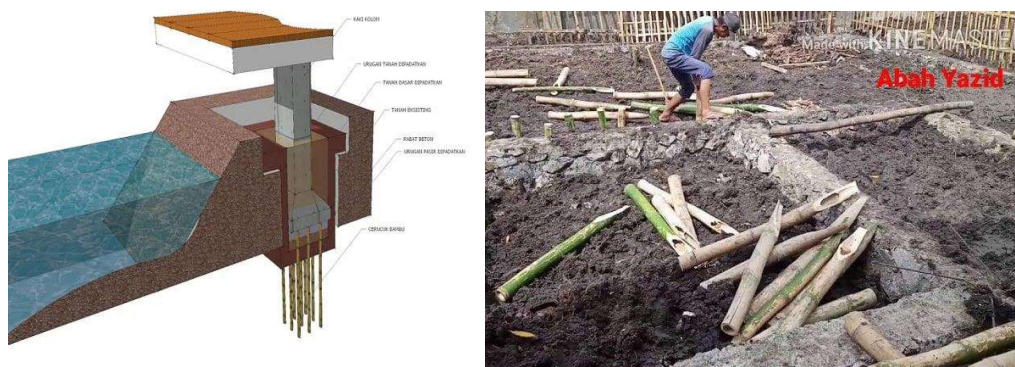 KAKI KOLOM
URUGAN TANAH DIPADATKAN
TANAH DASAR DIPADATKAN
TANAH EKSISTING
RABAT BETON
URUGAN PASIR DIPADATKAN
CERUCUK BAMBU
Made with KINEMASTER
Abah Yazid